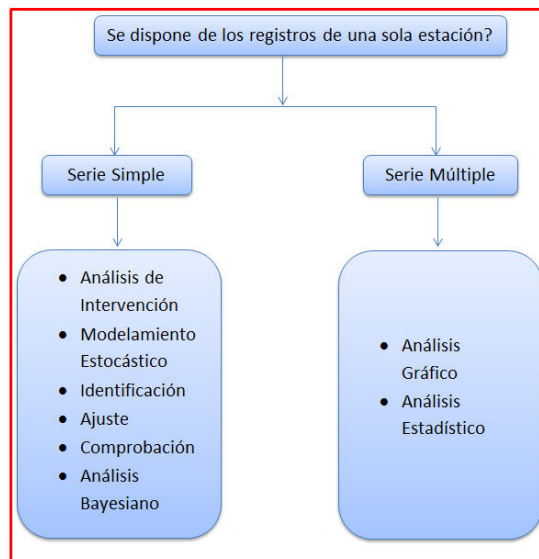 Se dispone de los registros de una sola estación?
Serie Simple
Serie Múltiple
• Análisis de
Intervención
• Modelamiento
Estocástico
• Identificación
• Ajuste
• Comprobación
• Análisis
Bayesiano
• Análisis
Gráfico
• Análisis
Estadístico